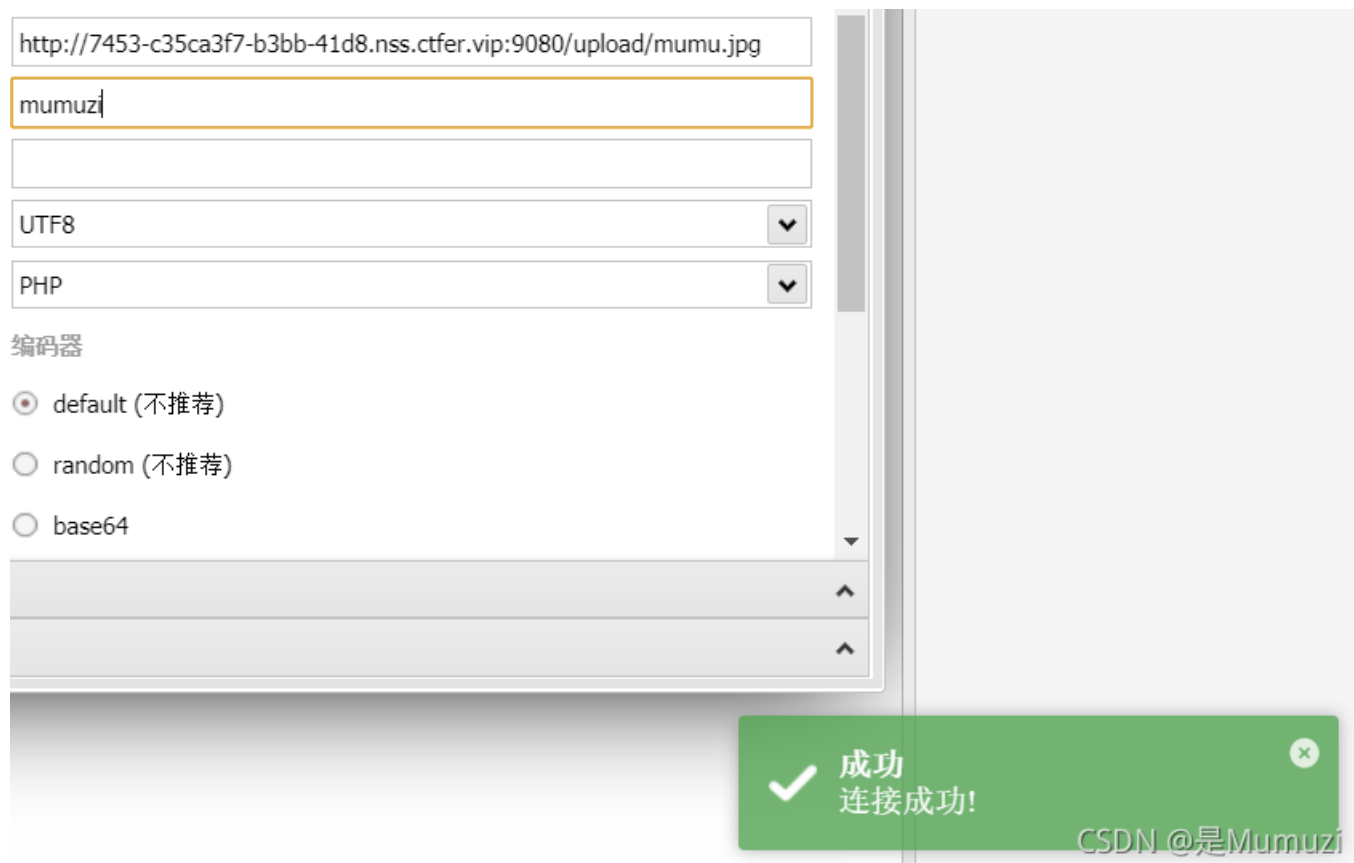 http://7453-c35ca3f7-b3bb-41d8.nss.ctfer.vip:9080/upload/mumu.jpg
mumuzi
UTF8
PHP
编码器
default (不推荐)
random (不推荐)
base64
成功
连接成功!
CSDN @是Mumuzi